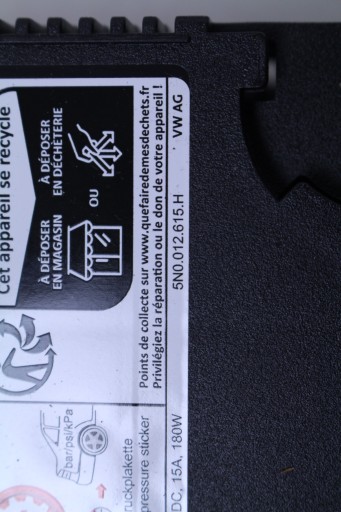 Cet appareil se recycle
À DÉPOSER
EN MAGASIN
OU
À DÉPOSER
EN DÉCHÈTERIE
Points de collecte sur www.quefairedemesdechets.fr
Privilégiez la réparation ou le don de votre appareil !
5N0.012.615.H
VW AG
bar/psi/kPa
ruckplakette
pressure sticker
DC, 15A, 180W